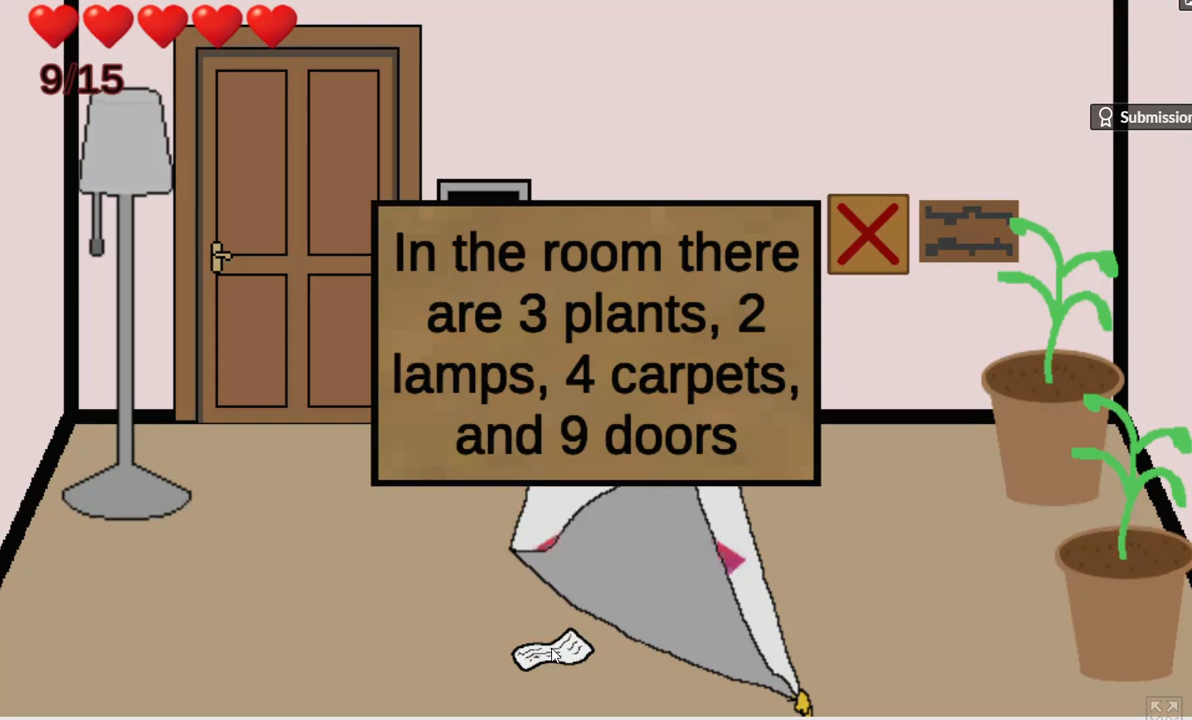 9/15
Submission
In the room there
are 3 plants, 2
lamps, 4 carpets,
and 9 doors